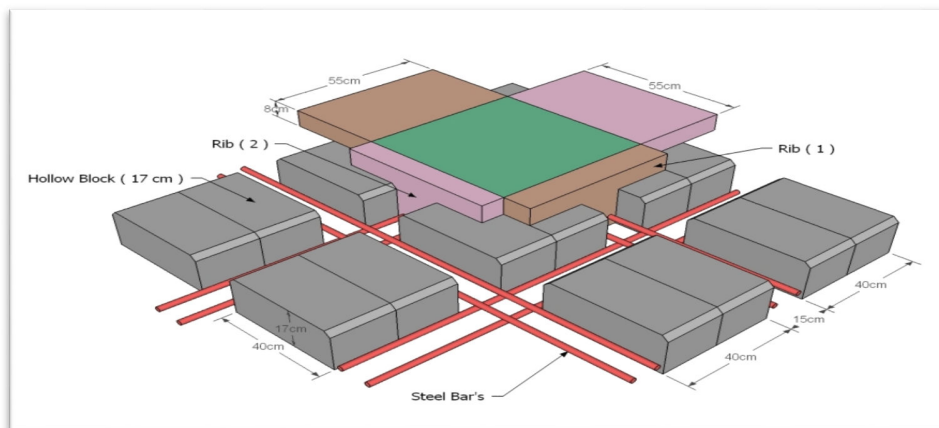 55cm
55cm
8cm
Rib ( 2 )
Rib ( 1 )
Hollow Block ( 17 cm )
17cm
40cm
40cm
15cm
40cm
Steel Bar's